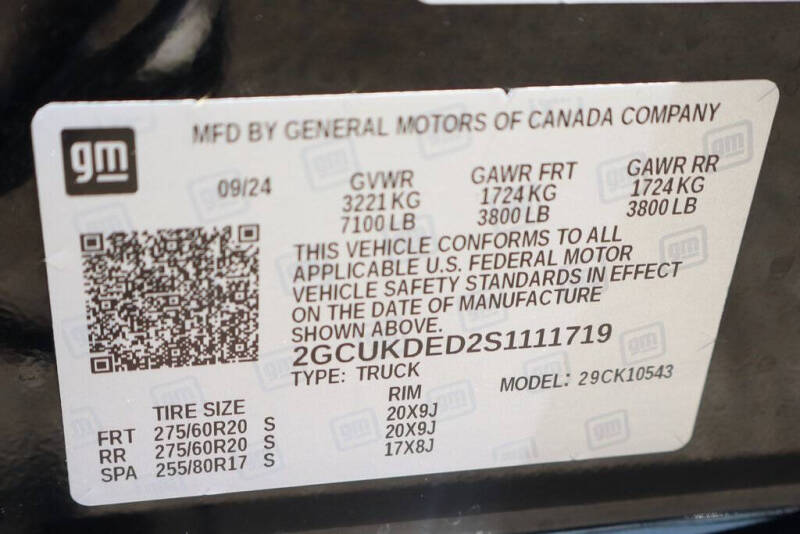 gm
MFD BY GENERAL MOTORS OF CANADA COMPANY
09/24
GVWR GAWR FRT GAWR RR
3221 KG 1724 KG 1724 KG
7100 LB 3800 LB 3800 LB
THIS VEHICLE CONFORMS TO ALL
APPLICABLE U.S. FEDERAL MOTOR
VEHICLE SAFETY STANDARDS IN EFFECT
ON THE DATE OF MANUFACTURE
SHOWN ABOVE.
2GCUKDED2S1111719
TYPE: TRUCK MODEL: 29CK10543
TIRE SIZE RIM
FRT 275/60R20 S 20X9J
RR 275/60R20 S 20X9J
SPA 255/80R17 S 17X8J